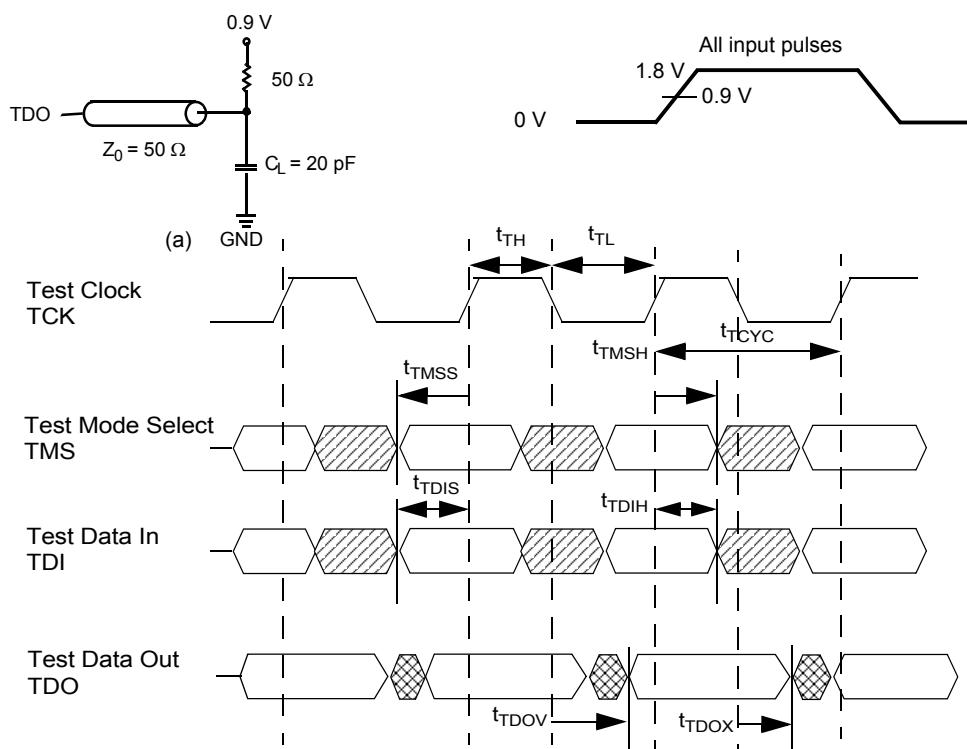 0.9 V
50 Ω
TDO
Z0 = 50 Ω
CL = 20 pF
(a)
GND
All input pulses
1.8 V
0.9 V
0 V
tTH
tTL
Test Clock
TCK
tTMSH
tTCYC
tTMSS
Test Mode Select
TMS
tTDIS
tTDIH
Test Data In
TDI
Test Data Out
TDO
tTDOV
tTDOX